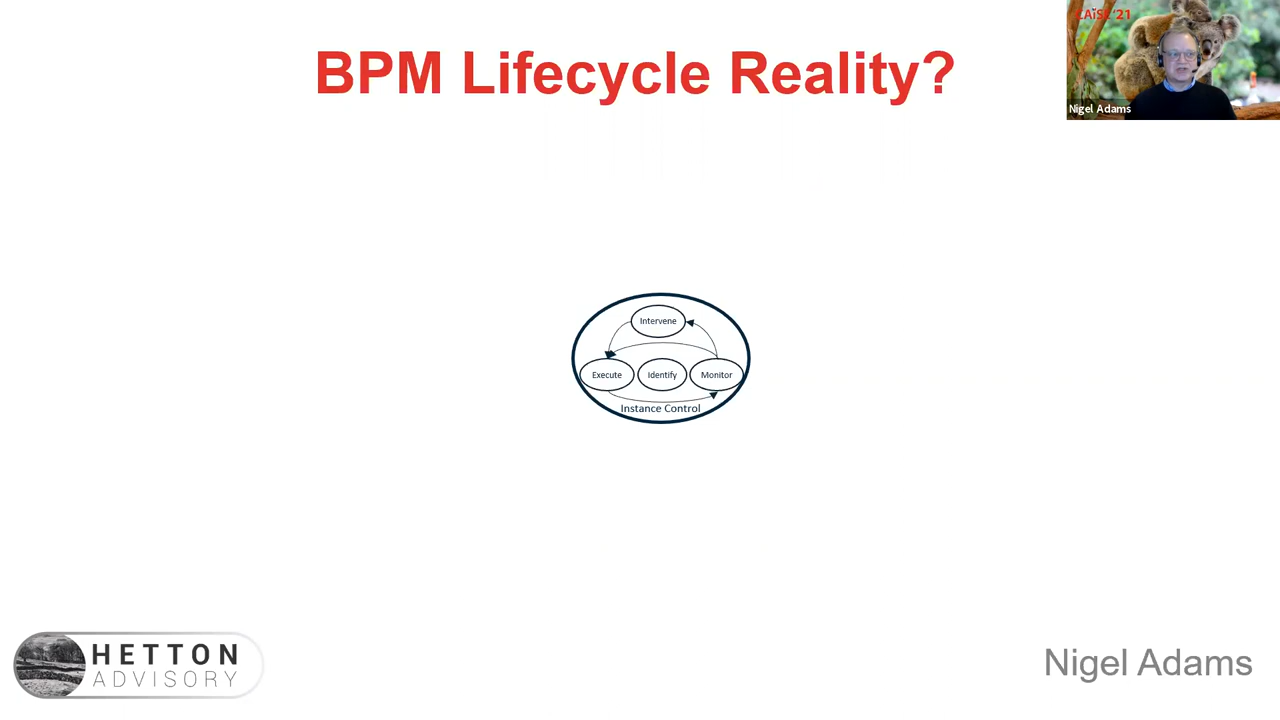 BPM Lifecycle Reality?
CAiSE'21
Nigel Adams
Intervene
Execute
Identify
Monitor
Instance Control
HETTON
ADVISORY
Nigel Adams